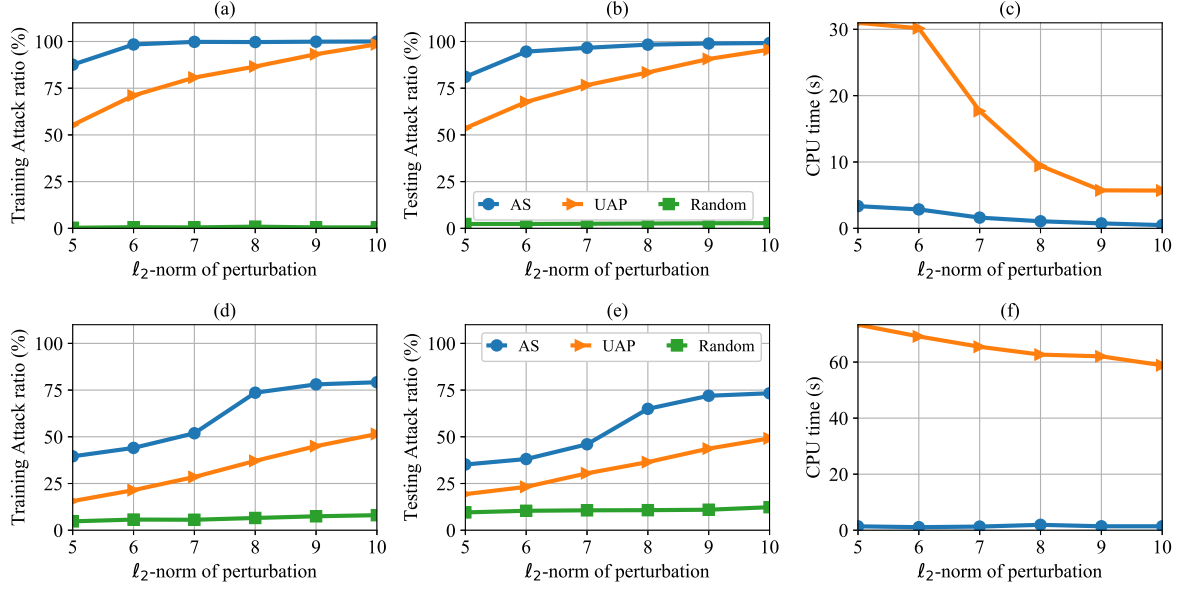 (a)
Training Attack ratio (%)
100
75
50
25
0
5 6 7 8 9 10
ℓ₂-norm of perturbation
(b)
Testing Attack ratio (%)
100
75
50
25
0
AS UAP Random
5 6 7 8 9 10
ℓ₂-norm of perturbation
(c)
CPU time (s)
30
20
10
0
5 6 7 8 9 10
ℓ₂-norm of perturbation
(d)
Training Attack ratio (%)
100
75
50
25
0
5 6 7 8 9 10
ℓ₂-norm of perturbation
(e)
Testing Attack ratio (%)
AS UAP Random
100
75
50
25
0
5 6 7 8 9 10
ℓ₂-norm of perturbation
(f)
CPU time (s)
60
40
20
0
5 6 7 8 9 10
ℓ₂-norm of perturbation